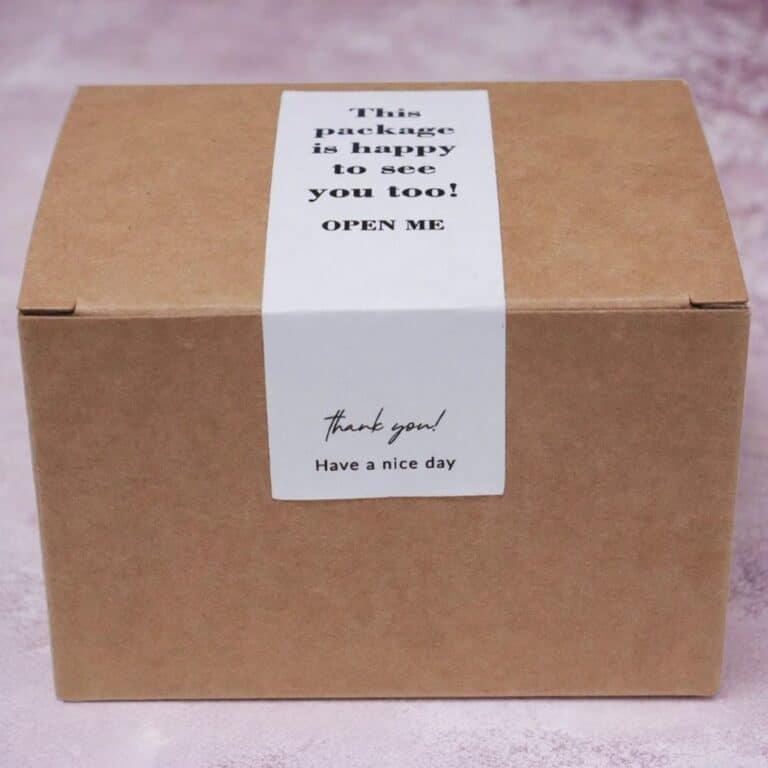 This
package
is happy
to see
you too!
OPEN ME
thank you!
Have a nice day